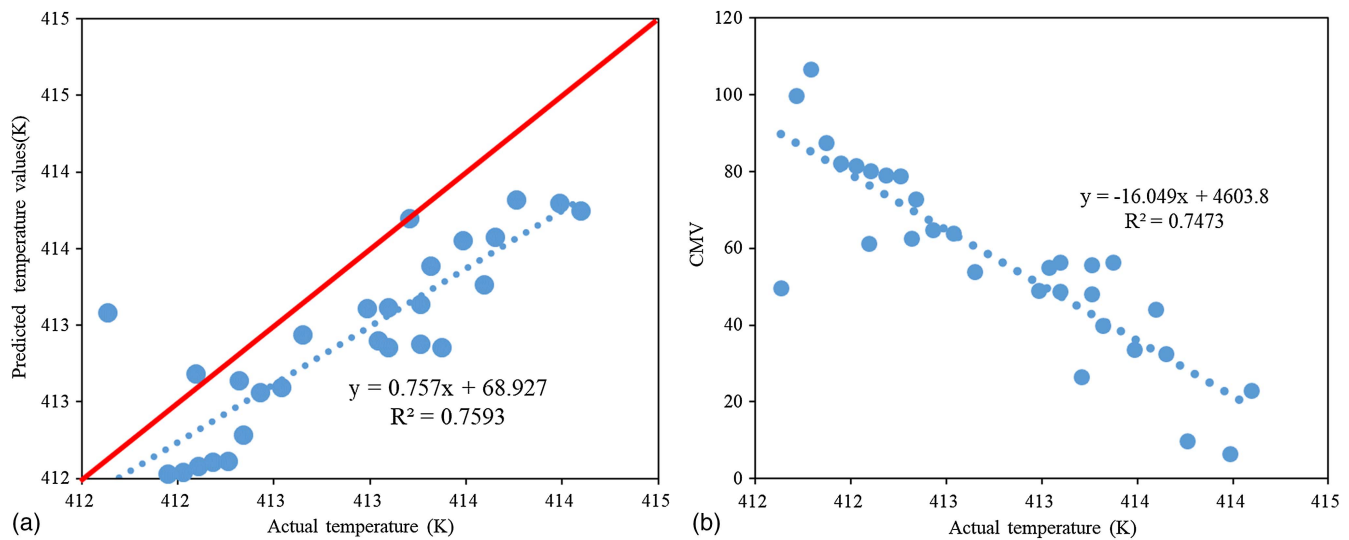 415
415
414
414
413
413
412
412
412
413
413
414
414
415
Predicted temperature values(K)
Actual temperature (K)
y = 0.757x + 68.927
R² = 0.7593
(a)
120
100
80
60
40
20
0
412
412
413
413
414
414
415
CMV
Actual temperature (K)
y = -16.049x + 4603.8
R² = 0.7473
(b)